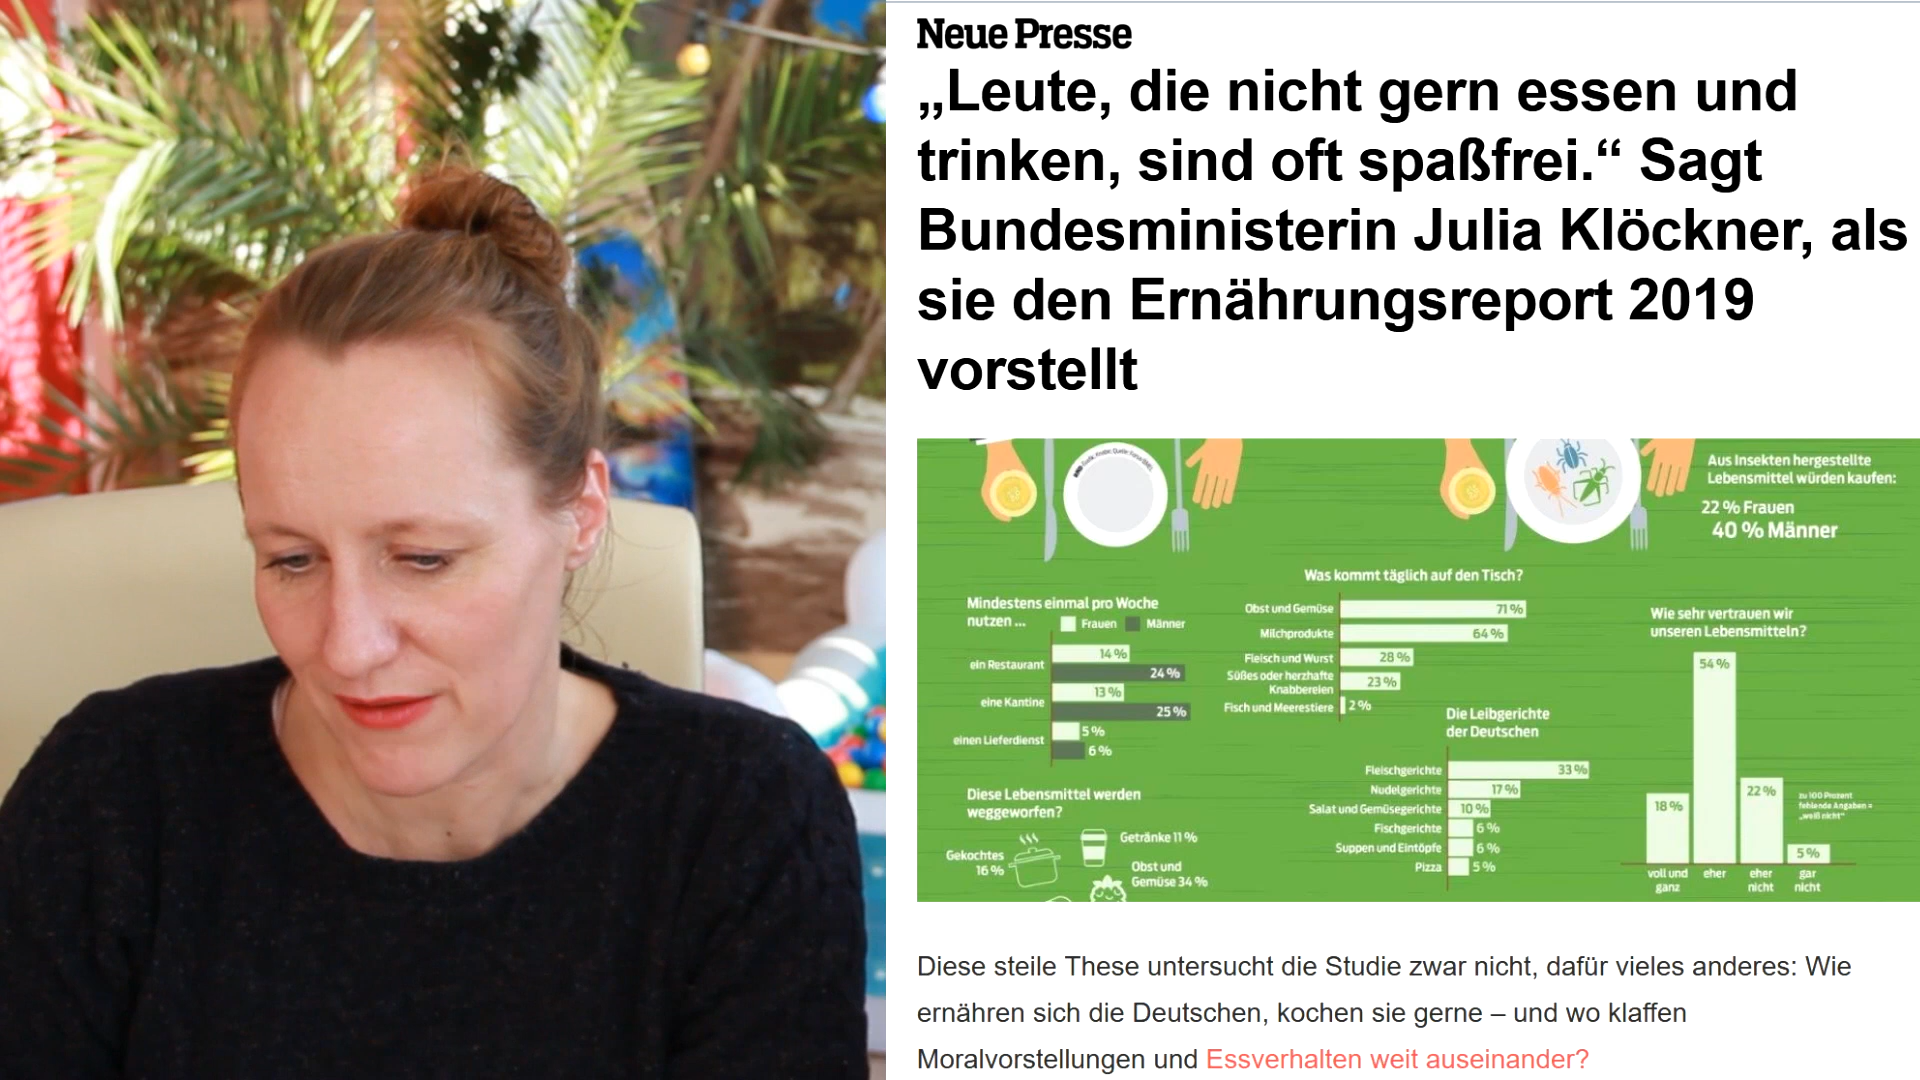 Neue Presse
„Leute, die nicht gern essen und
trinken, sind oft spaßfrei.“ Sagt
Bundesministerin Julia Klöckner, als
sie den Ernährungsreport 2019
vorstellt
Aus Insekten hergestellte
Lebensmittel würden kaufen:
22 % Frauen
40 % Männer
Mindestens einmal pro Woche
nutzen ...
Frauen Männer
ein Restaurant 14 %
24 %
eine Kantine 13 %
25 %
einen Lieferdienst 5 %
6 %
Diese Lebensmittel werden
weggeworfen?
Gekochtes
16 %
Getränke 11 %
Obst und
Gemüse 34 %
Was kommt täglich auf den Tisch?
Obst und Gemüse 71 %
Milchprodukte 64 %
Fleisch und Wurst 28 %
Süßes oder herzhafte
Knabbereien 23 %
Fisch und Meerestiere 2 %
Die Leibgerichte
der Deutschen
Fleischgerichte 33 %
Nudelgerichte 17 %
Salat und Gemüsegerichte 10 %
Fischgerichte 6 %
Suppen und Eintöpfe 6 %
Pizza 5 %
Wie sehr vertrauen wir
unseren Lebensmitteln?
18 % 54 % 22 % 5 %
voll und
ganz
eher
eher
nicht
gar
nicht
zu 100 Prozent
fehlende Angaben =
„weiß nicht“
Diese steile These untersucht die Studie zwar nicht, dafür vieles anderes: Wie
ernähren sich die Deutschen, kochen sie gerne – und wo klaffen
Moralvorstellungen und Essverhalten weit auseinander?